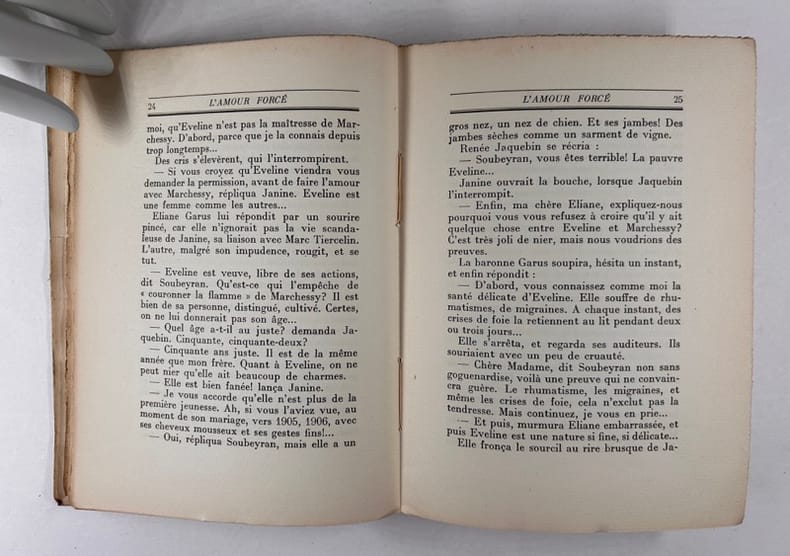 24
L'AMOUR FORCÉ
moi, qu'Eveline n'est pas la maîtresse de Mar-
chessy. D'abord, parce que je la connais depuis
trop longtemps...
Des cris s'élevèrent, qui l'interrompirent.
— Si vous croyez qu'Eveline viendra vous
demander la permission, avant de faire l'amour
avec Marchessy, répliqua Janine. Eveline est
une femme comme les autres...
Eliane Garus lui répondit par un sourire
pincé, car elle n'ignorait pas la vie scanda-
leuse de Janine, sa liaison avec Marc Tiercelin.
L'autre, malgré son impudence, rougit, et se
tut.
— Eveline est veuve, libre de ses actions,
dit Soubeyran. Qu'est-ce qui l'empêche de
« couronner la flamme » de Marchessy? Il est
bien de sa personne, distingué, cultivé. Certes,
on ne lui donnerait pas son âge...
— Quel âge a-t-il au juste? demanda Ja-
quebin. Cinquante, cinquante-deux?
— Cinquante ans juste. Il est de la même
année que mon frère. Quant à Eveline, on ne
peut nier qu'elle ait beaucoup de charmes.
— Elle est bien fanée! lança Janine.
— Je vous accorde qu'elle n'est plus de la
première jeunesse. Ah, si vous l'aviez vue, au
moment de son mariage, vers 1905, 1906, avec
ses cheveux mousseux et ses gestes fins!...
— Oui, répliqua Soubeyran, mais elle a un
L'AMOUR FORCÉ
25
gros nez, un nez de chien. Et ses jambes! Des
jambes sèches comme un sarment de vigne.
Renée Jaquebin se récria :
— Soubeyran, vous êtes terrible! La pauvre
Eveline...
Janine ouvrait la bouche, lorsque Jaquebin
l'interrompit.
— Enfin, ma chère Eliane, expliquez-nous
pourquoi vous vous refusez à croire qu'il y ait
quelque chose entre Eveline et Marchessy?
C'est très joli de nier, mais nous voudrions des
preuves.
La baronne Garus soupira, hésita un instant,
et enfin répondit :
— D'abord, vous connaissez comme moi la
santé délicate d'Eveline. Elle souffre de rhu-
matismes, de migraines. A chaque instant, des
crises de foie la retiennent au lit pendant deux
ou trois jours...
Elle s'arrêta, et regarda ses auditeurs. Ils
souriaient avec un peu de cruauté.
— Chère Madame, dit Soubeyran non sans
goguenardise, voilà une preuve qui ne convain-
cra guère. Le rhumatisme, les migraines, et
même les crises de foie, cela n'exclut pas la
tendresse. Mais continuez, je vous en prie...
— Et puis, murmura Eliane embarrassée, et
puis Eveline est une nature si fine, si délicate...
Elle fronça le sourcil au rire brusque de Ja-